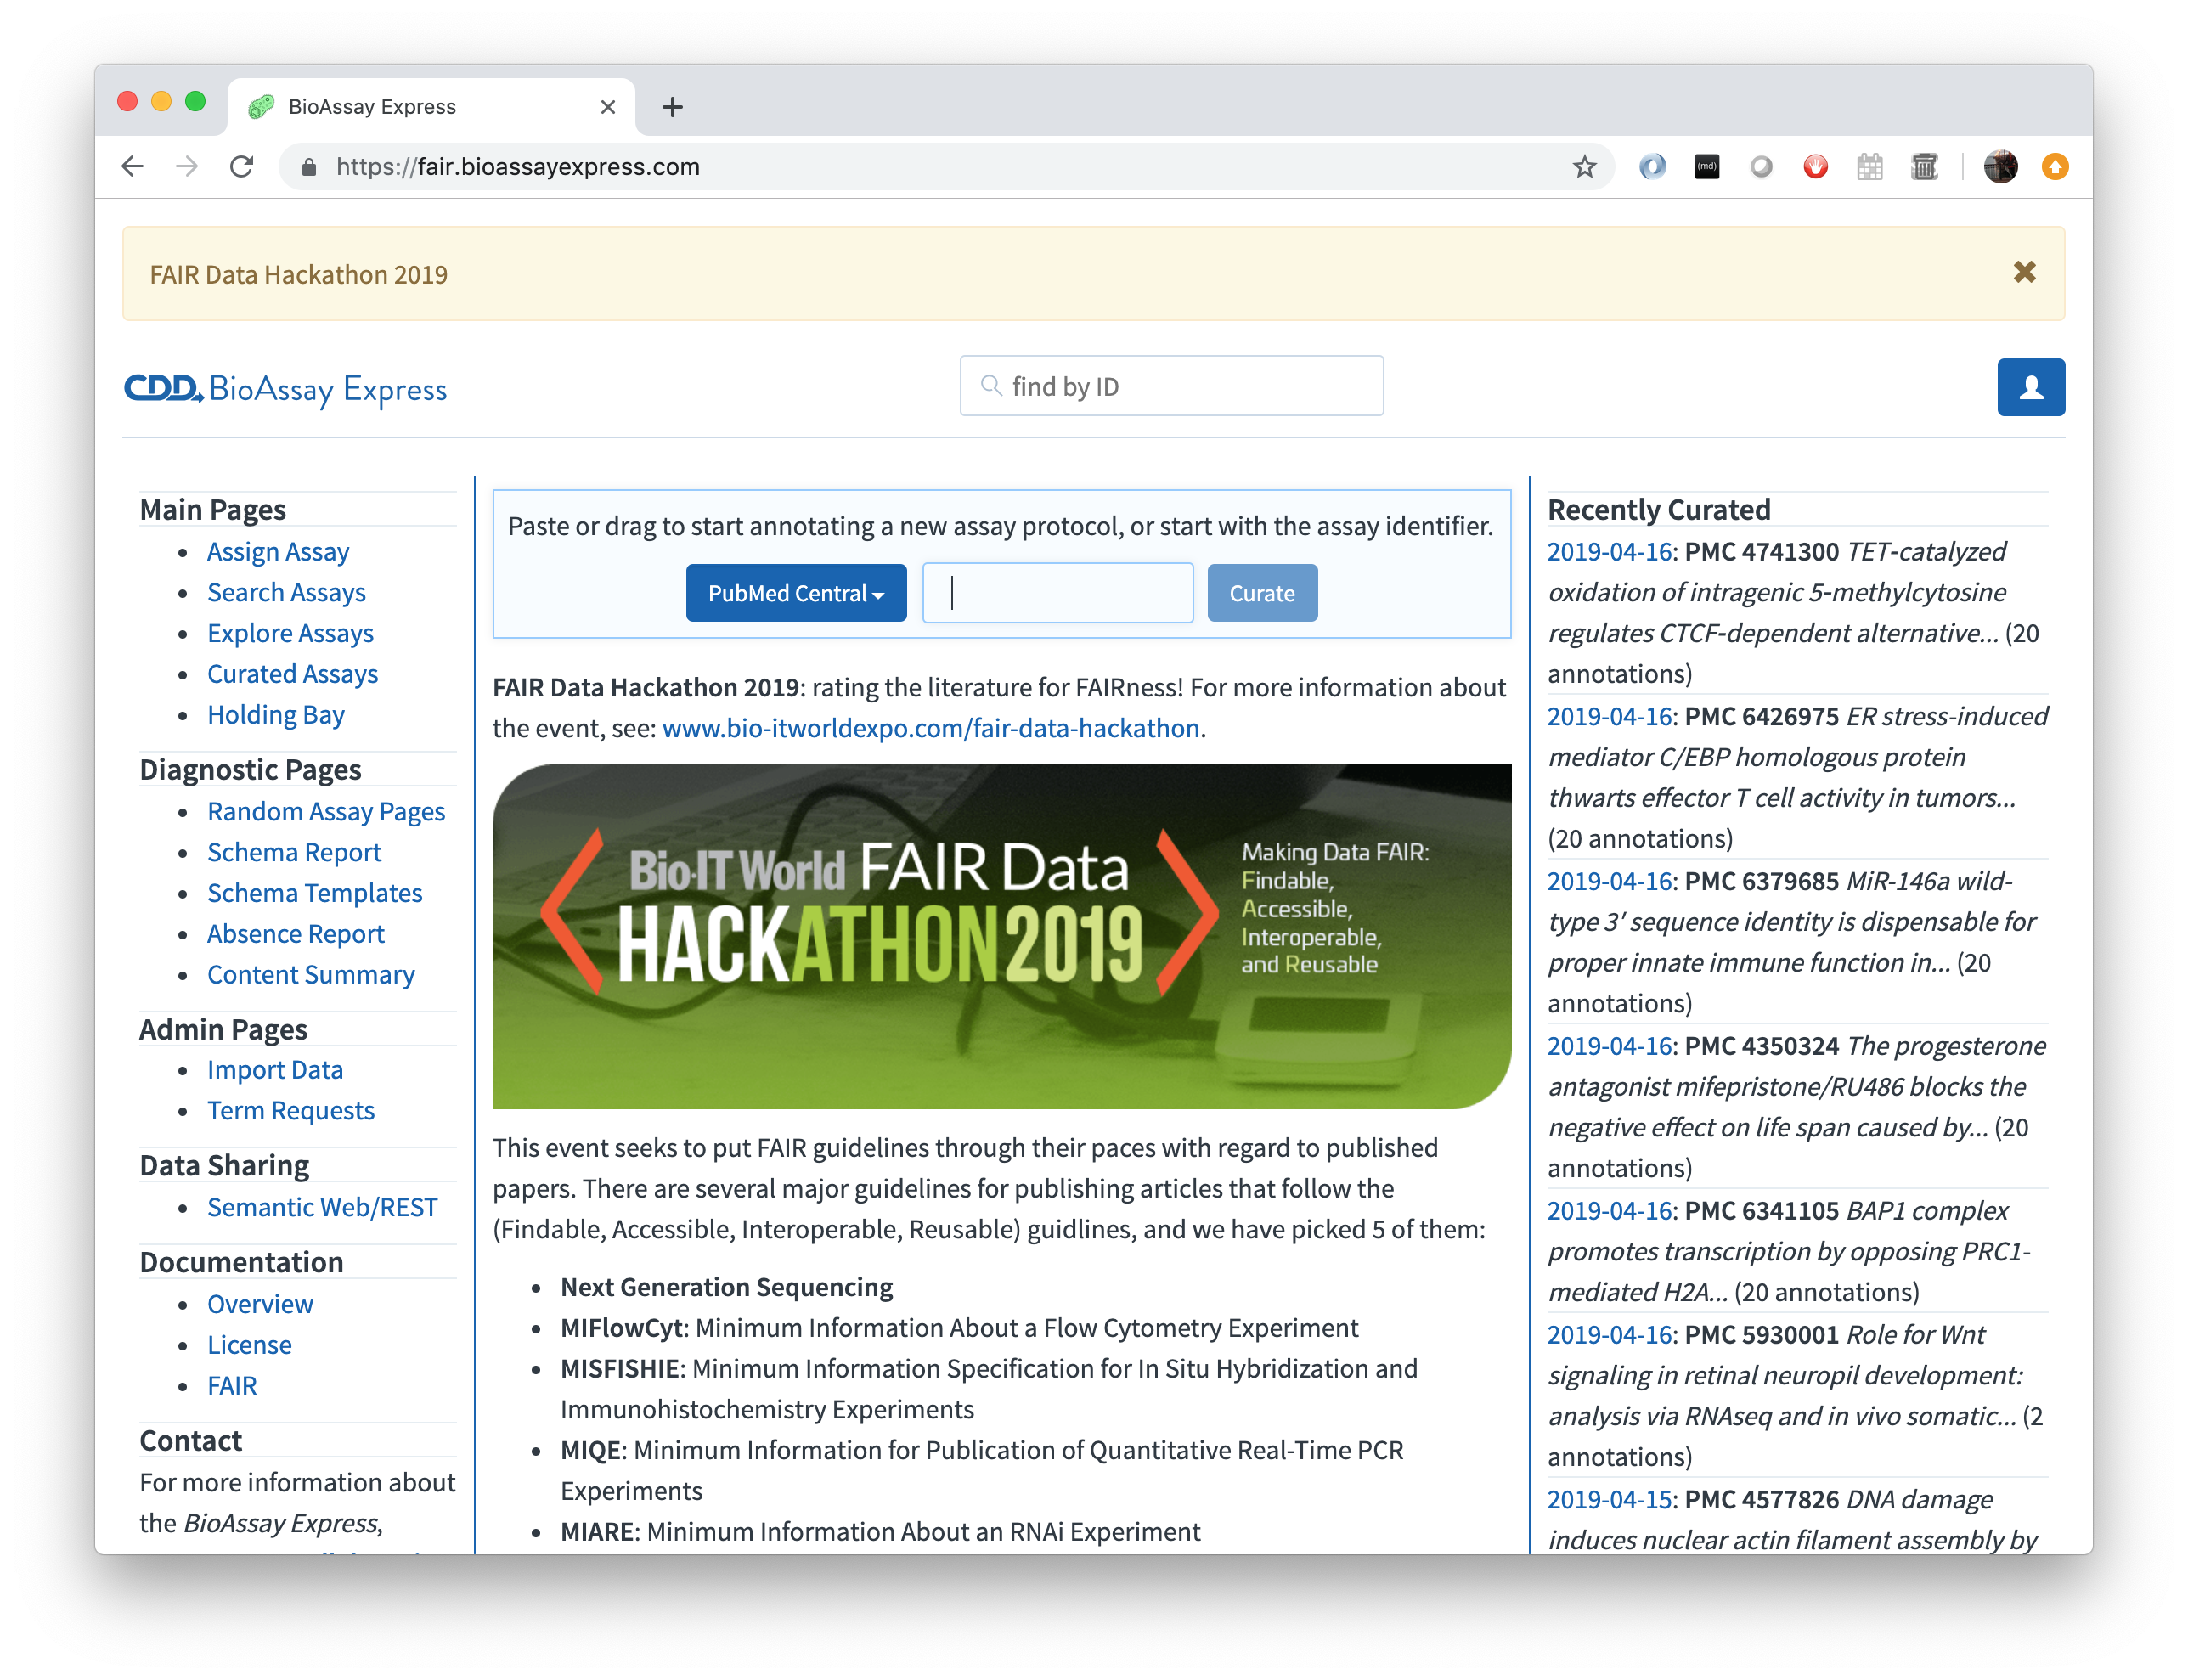 BioAssay Express
https://fair.bioassayexpress.com
(md)
FAIR Data Hackathon 2019
CDD BioAssay Express
find by ID
Main Pages
Assign Assay
Search Assays
Explore Assays
Curated Assays
Holding Bay
Diagnostic Pages
Random Assay Pages
Schema Report
Schema Templates
Absence Report
Content Summary
Admin Pages
Import Data
Term Requests
Data Sharing
Semantic Web/REST
Documentation
Overview
License
FAIR
Contact
For more information about
the BioAssay Express,
Paste or drag to start annotating a new assay protocol, or start with the assay identifier.
PubMed Central
Curate
FAIR Data Hackathon 2019: rating the literature for FAIRness! For more information about
the event, see: www.bio-itworldexpo.com/fair-data-hackathon.
Bio·IT World FAIR Data
HACKATHON2019
Making Data FAIR:
Findable,
Accessible,
Interoperable,
and Reusable
This event seeks to put FAIR guidelines through their paces with regard to published
papers. There are several major guidelines for publishing articles that follow the
(Findable, Accessible, Interoperable, Reusable) guidlines, and we have picked 5 of them:
Next Generation Sequencing
MIFlowCyt: Minimum Information About a Flow Cytometry Experiment
MISFISHIE: Minimum Information Specification for In Situ Hybridization and
Immunohistochemistry Experiments
MIQE: Minimum Information for Publication of Quantitative Real-Time PCR
Experiments
MIARE: Minimum Information About an RNAi Experiment
Recently Curated
2019-04-16: PMC 4741300 TET-catalyzed
oxidation of intragenic 5-methylcytosine
regulates CTCF-dependent alternative... (20
annotations)
2019-04-16: PMC 6426975 ER stress-induced
mediator C/EBP homologous protein
thwarts effector T cell activity in tumors...
(20 annotations)
2019-04-16: PMC 6379685 MiR-146a wild-
type 3′ sequence identity is dispensable for
proper innate immune function in... (20
annotations)
2019-04-16: PMC 4350324 The progesterone
antagonist mifepristone/RU486 blocks the
negative effect on life span caused by... (20
annotations)
2019-04-16: PMC 6341105 BAP1 complex
promotes transcription by opposing PRC1-
mediated H2A... (20 annotations)
2019-04-16: PMC 5930001 Role for Wnt
signaling in retinal neuropil development:
analysis via RNAseq and in vivo somatic... (2
annotations)
2019-04-15: PMC 4577826 DNA damage
induces nuclear actin filament assembly by